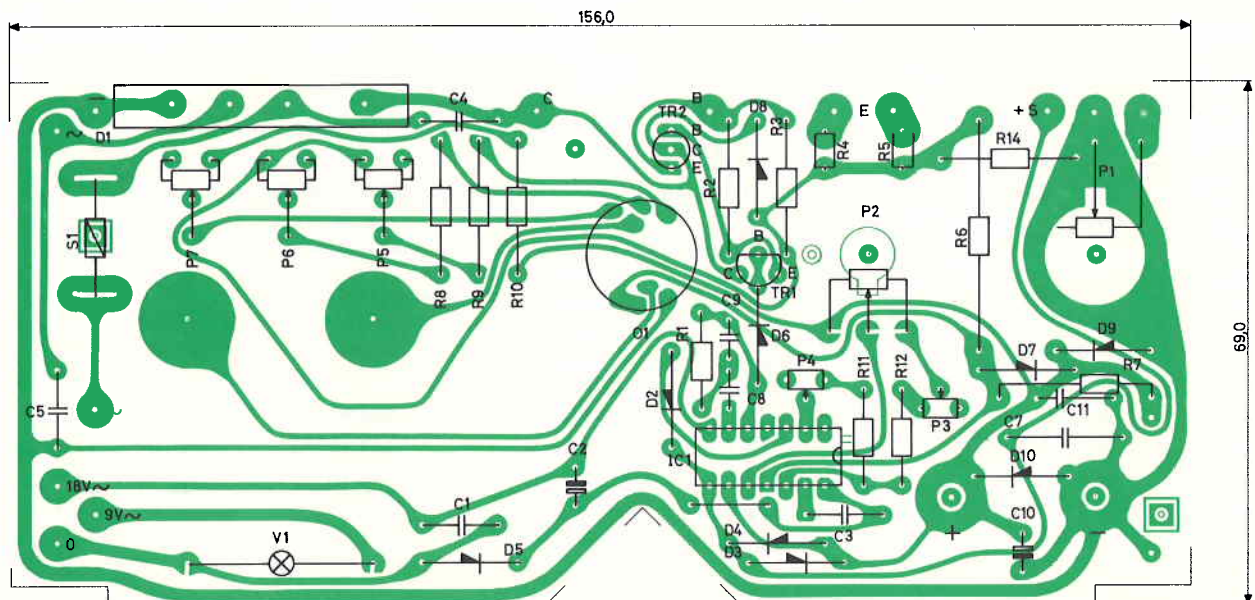 156,0
69,0
~ D1
C4
C
B
TR2
B
C
E
D8
R3
R4
E
R5
+ S
R14
P1
R2
P2
R6
S1
P7
P6
P5
R8
R9
R10
B
C
E
TR1
O1
R1
C9
D6
D2
C8
P4
R11
R12
P3
D7
D9
R7
C11
C7
C5
~
C2
IC1
D10
18V~
9V~
0
C1
V1
D5
D4
D3
C3
+
C10
−